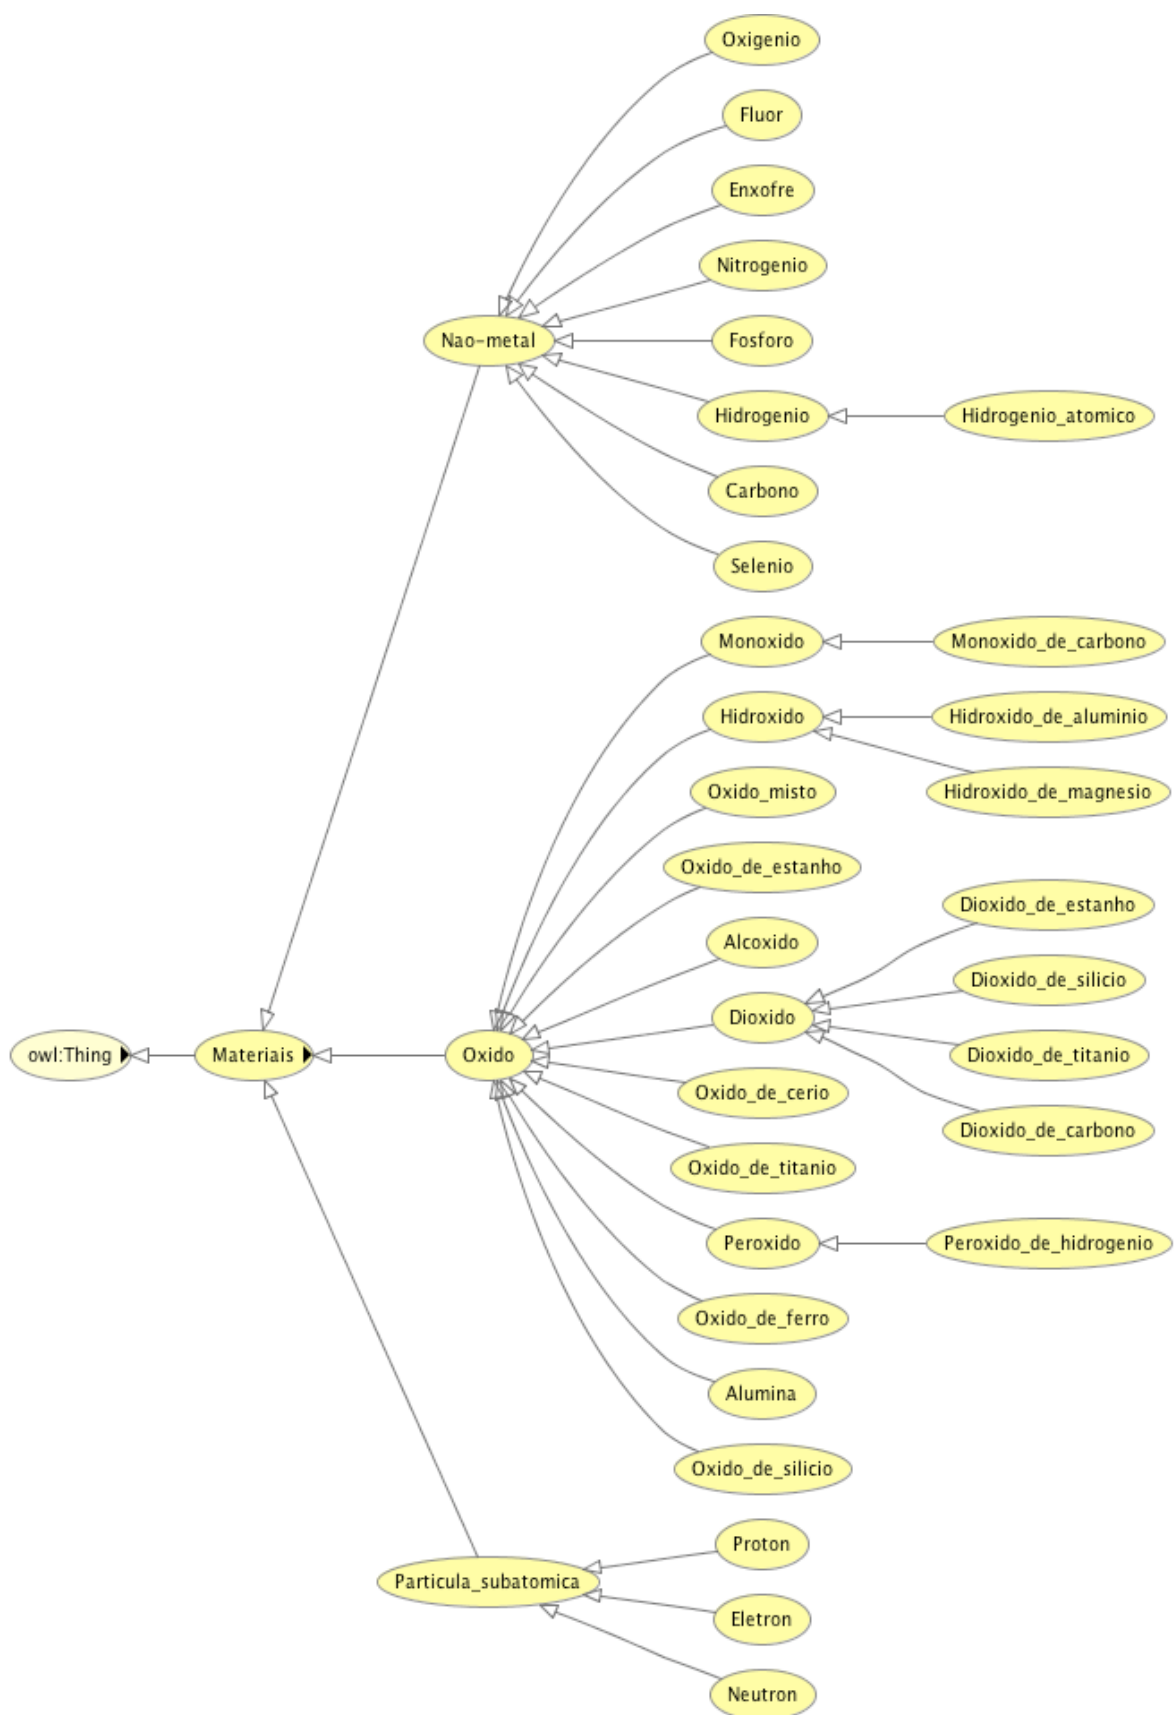 Oxigenio
Fluor
Enxofre
Nitrogenio
Nao-metal
Fosforo
Hidrogenio
Hidrogenio_atomico
Carbono
Selenio
Monoxido
Monoxido_de_carbono
Hidroxido
Hidroxido_de_aluminio
Oxido_misto
Hidroxido_de_magnesio
Oxido_de_estanho
Dioxido_de_estanho
Alcoxido
Dioxido_de_silicio
Dioxido
owl:Thing
Materiais
Oxido
Dioxido_de_titanio
Oxido_de_cerio
Dioxido_de_carbono
Oxido_de_titanio
Peroxido
Peroxido_de_hidrogenio
Oxido_de_ferro
Alumina
Oxido_de_silicio
Proton
Particula_subatomica
Eletron
Neutron